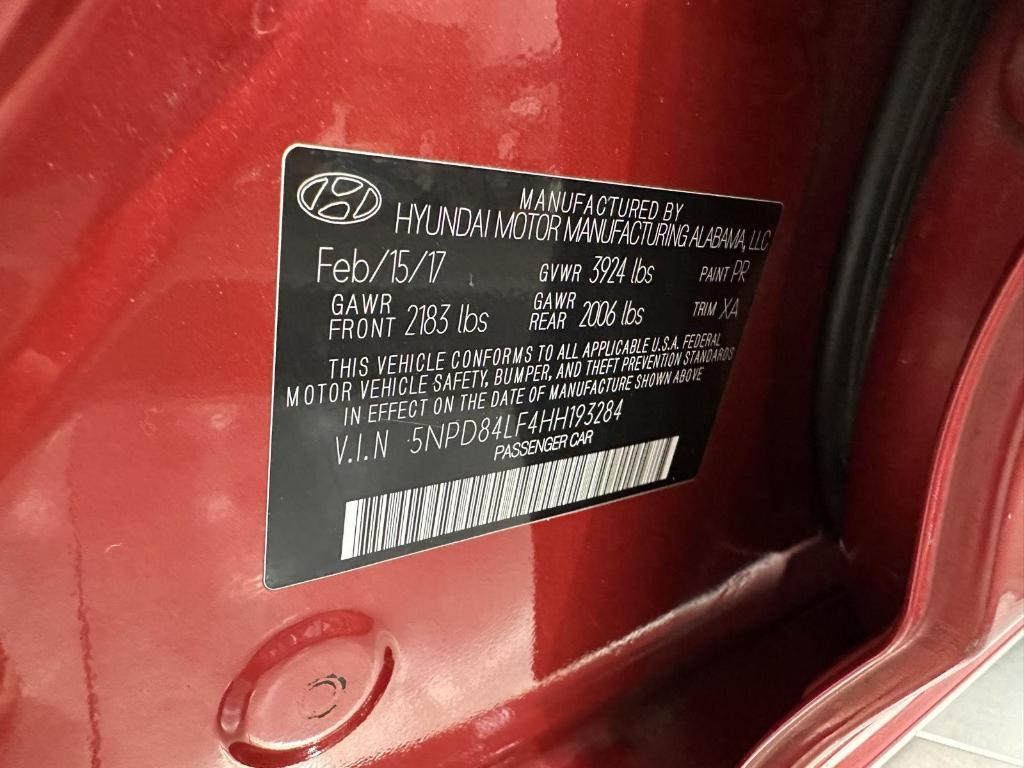 MANUFACTURED BY
HYUNDAI MOTOR MANUFACTURING ALABAMA, LLC
Feb/15/17 GVWR 3924 lbs PAINT PR
GAWR FRONT 2183 lbs GAWR REAR 2006 lbs TRIM XA
THIS VEHICLE CONFORMS TO ALL APPLICABLE U.S.A. FEDERAL
MOTOR VEHICLE SAFETY, BUMPER, AND THEFT PREVENTION STANDARDS
IN EFFECT ON THE DATE OF MANUFACTURE SHOWN ABOVE
V.I.N 5NPD84LF4HH193284
PASSENGER CAR